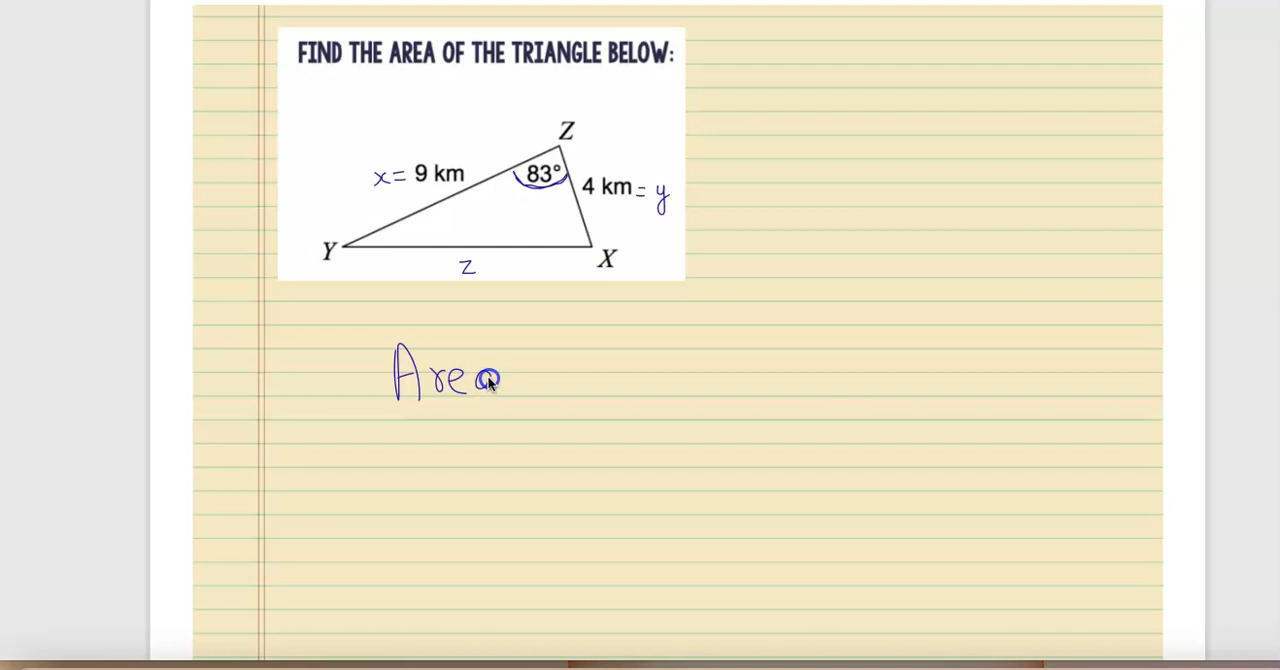 FIND THE AREA OF THE TRIANGLE BELOW:
Z
x = 9 km
83°
4 km = y
Y
z
X
Area